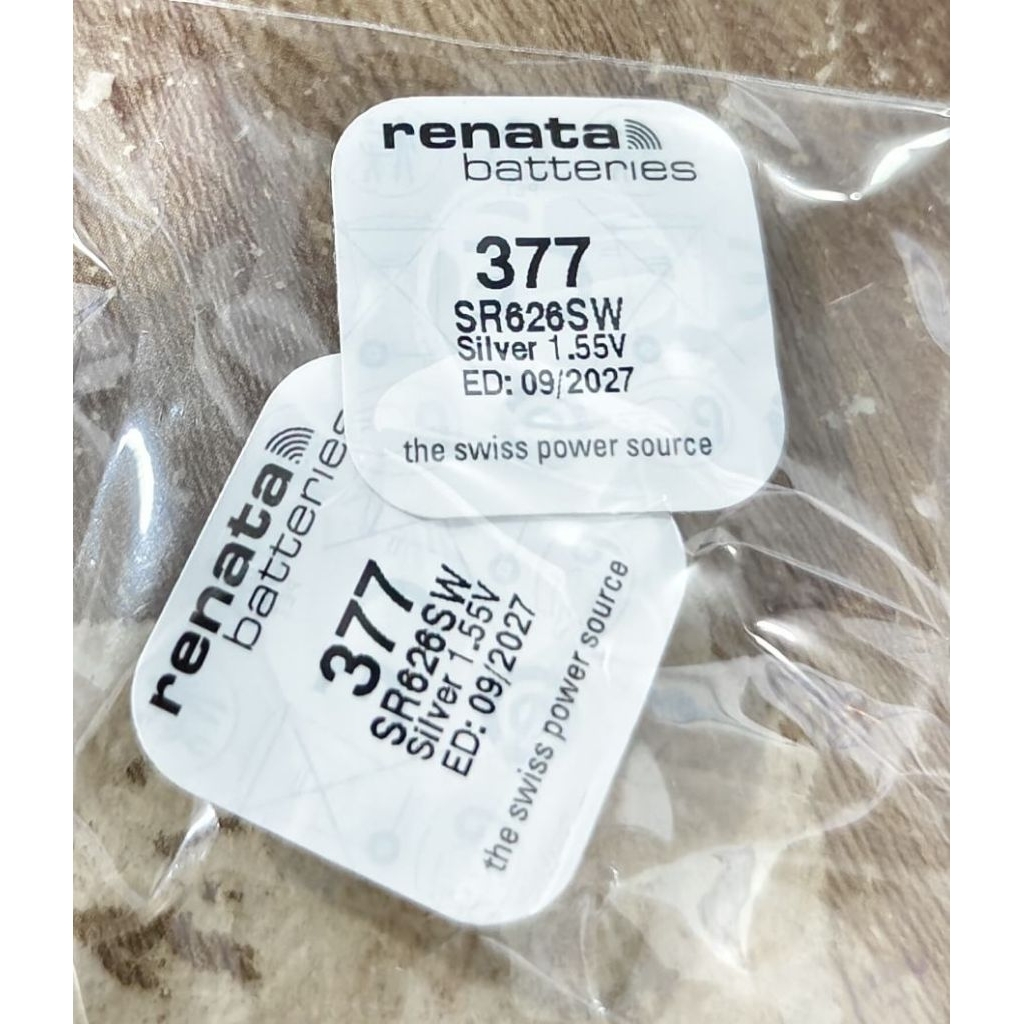 renata
batteries
377
SR626SW
Silver 1.55V
ED: 09/2027
the swiss power source
renata
batteries
377
SR626SW
Silver 1.55V
ED: 09/2027
the swiss power source